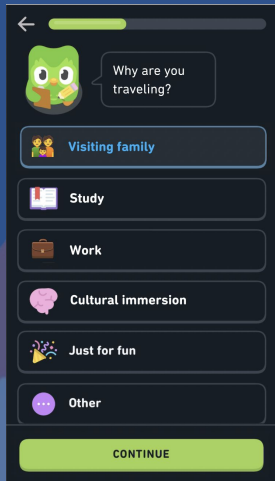 Why are you
traveling?
Visiting family
Study
Work
Cultural immersion
Just for fun
Other
CONTINUE